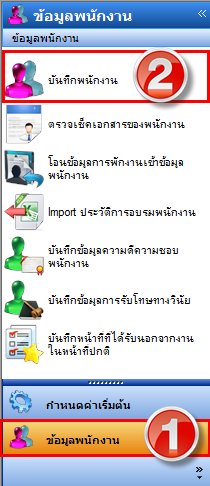 ข้อมูลพนักงาน
ข้อมูลพนักงาน
บันทึกพนักงาน
2
ตรวจเช็คเอกสารของพนักงาน
โอนข้อมูลการพักงานเข้าข้อมูล
พนักงาน
Import ประวัติการอบรมพนักงาน
บันทึกข้อมูลความดีความชอบ
พนักงาน
บันทึกข้อมูลการรับโทษทางวินัย
บันทึกหน้าที่ที่ได้รับนอกจากงาน
ในหน้าที่ปกติ
กำหนดค่าเริ่มต้น
ข้อมูลพนักงาน
1